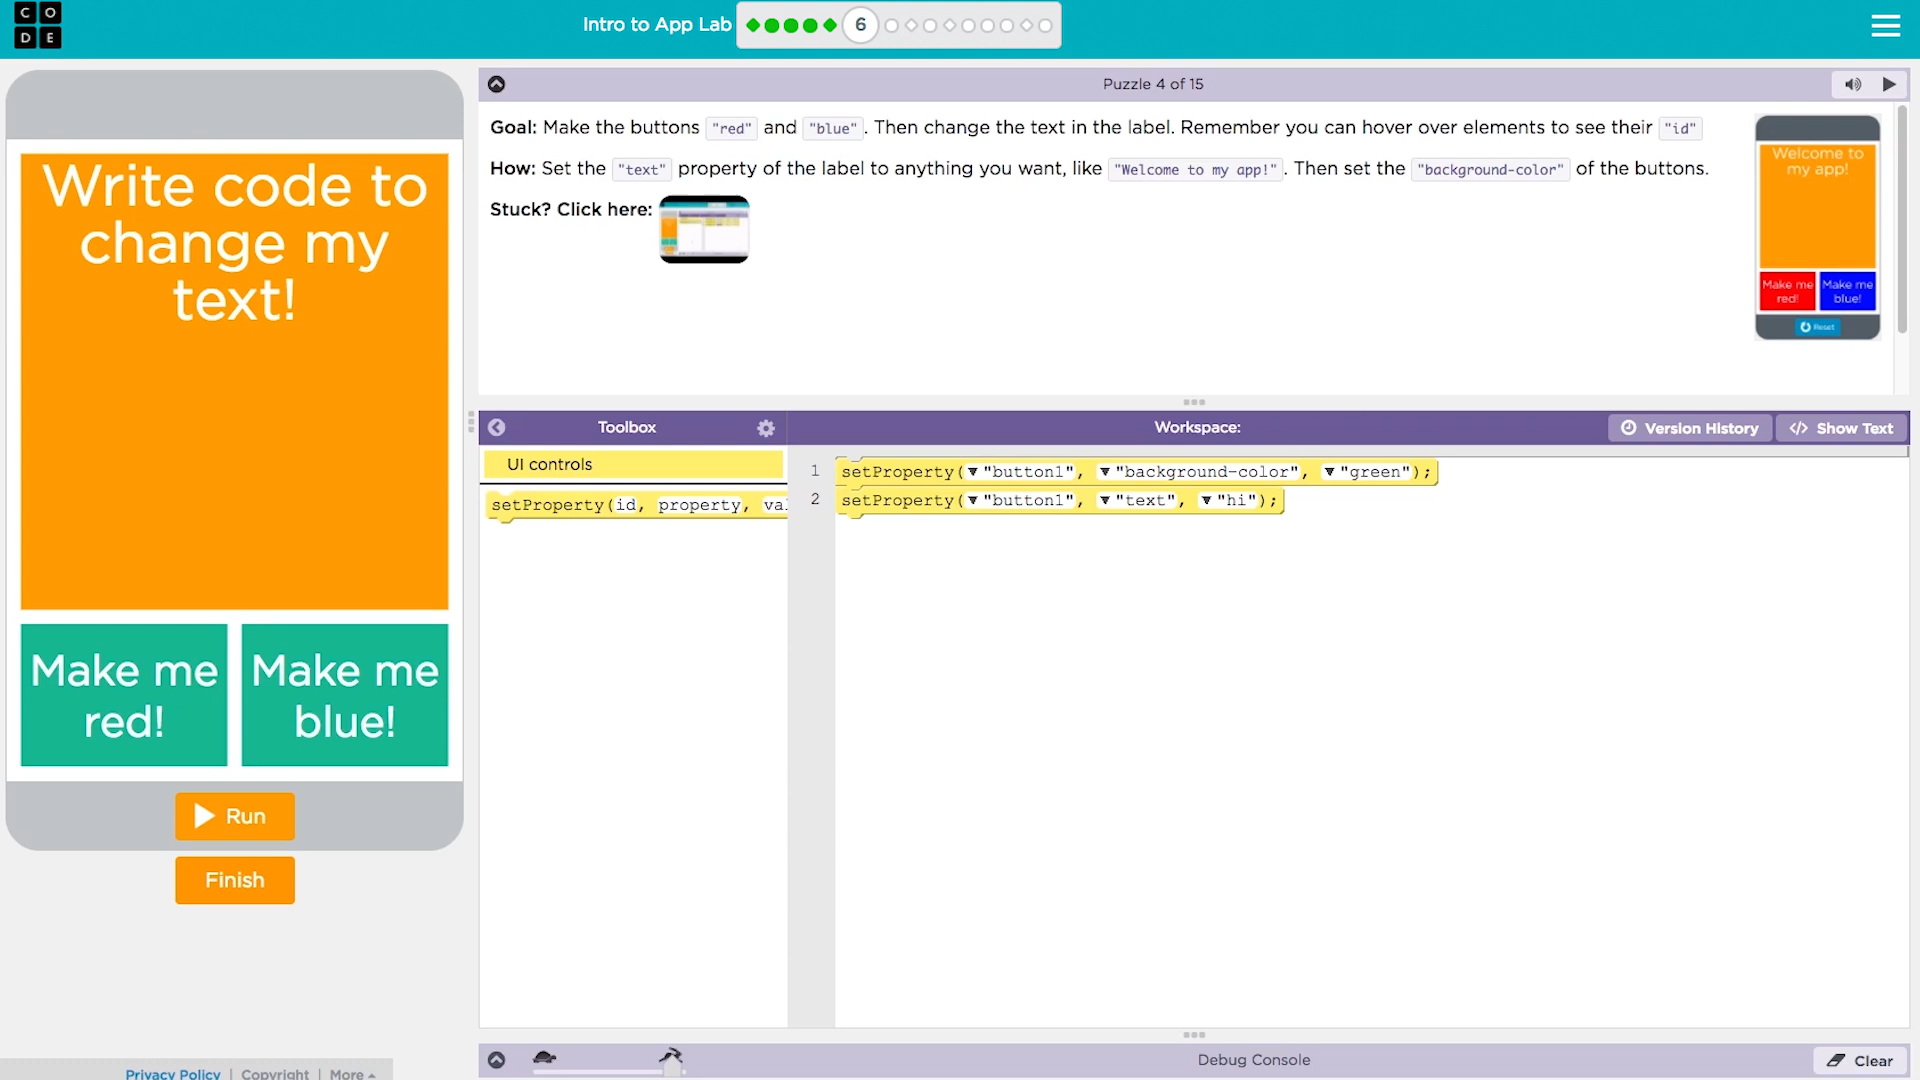 CODE
Intro to App Lab
6
Puzzle 4 of 15
Goal: Make the buttons "red" and "blue". Then change the text in the label. Remember you can hover over elements to see their "id"
How: Set the "text" property of the label to anything you want, like "Welcome to my app!". Then set the "background-color" of the buttons.
Stuck? Click here:
Welcome to
my app!
Make me
red!
Make me
blue!
Reset
Write code to
change my
text!
Make me
red!
Make me
blue!
Run
Finish
Toolbox
Workspace:
Version History
</> Show Text
UI controls
setProperty(id, property, val
1 setProperty(▼"button1", ▼"background-color", ▼"green");
2 setProperty(▼"button1", ▼"text", ▼"hi");
Debug Console
Clear
Privacy Policy | Copyright | More